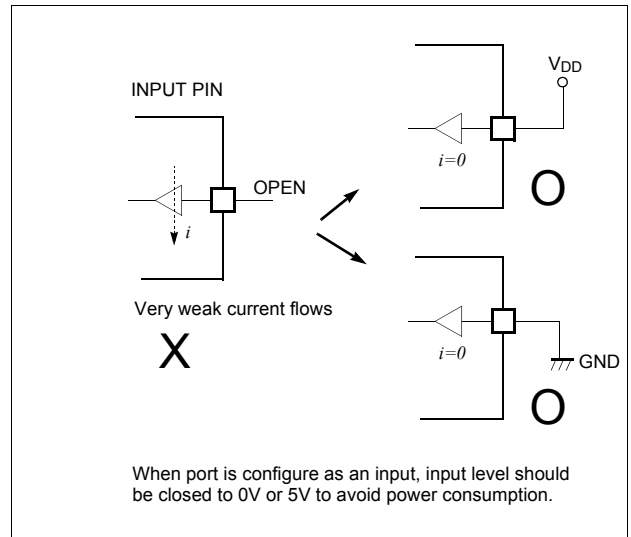 INPUT PIN
OPEN
i
Very weak current flows
X
VDD
i=0
O
i=0
GND
O
When port is configure as an input, input level should
be closed to 0V or 5V to avoid power consumption.